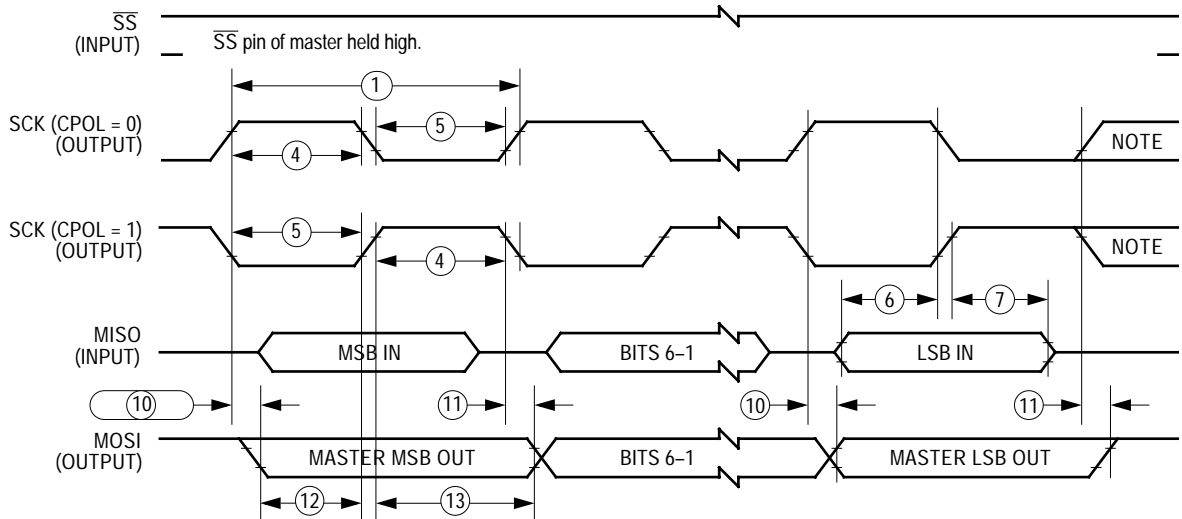 SS
(INPUT)
SS pin of master held high.
1
SCK (CPOL = 0)
(OUTPUT)
5
4
NOTE
SCK (CPOL = 1)
(OUTPUT)
5
4
NOTE
6
7
MISO
(INPUT)
MSB IN
BITS 6–1
LSB IN
10
11
10
11
MOSI
(OUTPUT)
MASTER MSB OUT
BITS 6–1
MASTER LSB OUT
12
13